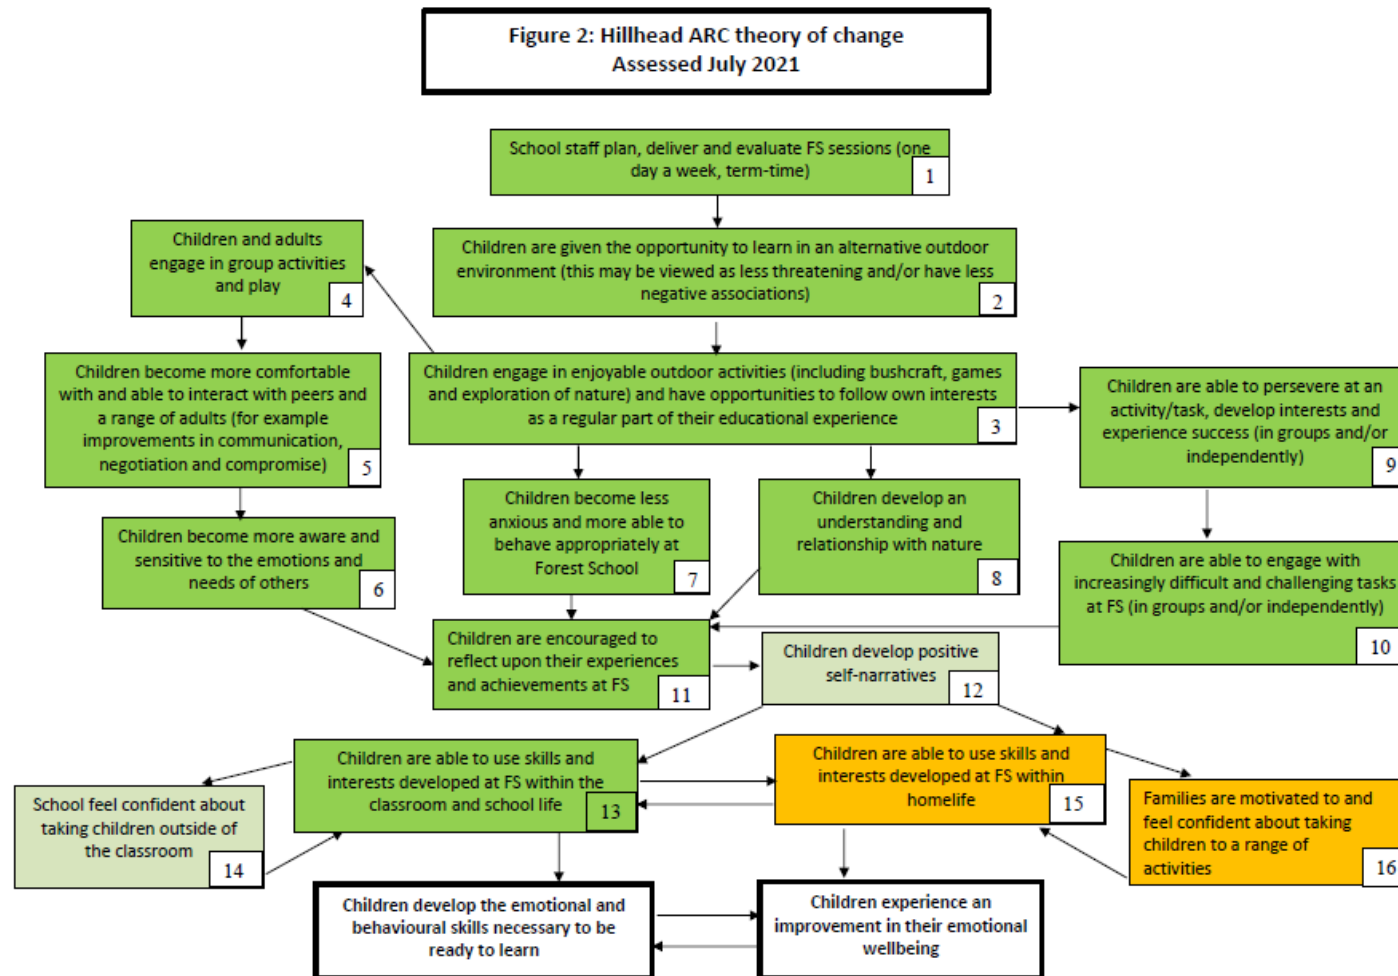 Figure 2: Hillhead ARC theory of change
Assessed July 2021
School staff plan, deliver and evaluate FS sessions (one
day a week, term-time)
1
Children are given the opportunity to learn in an alternative outdoor
environment (this may be viewed as less threatening and/or have less
negative associations)
2
Children and adults
engage in group activities
and play
4
Children engage in enjoyable outdoor activities (including bushcraft, games
and exploration of nature) and have opportunities to follow own interests
as a regular part of their educational experience
3
Children become more comfortable
with and able to interact with peers and
a range of adults (for example
improvements in communication,
negotiation and compromise)
5
Children are able to persevere at an
activity/task, develop interests and
experience success (in groups and/or
independently)
9
Children become more aware and
sensitive to the emotions and
needs of others
6
Children become less
anxious and more able to
behave appropriately at
Forest School
7
Children develop an
understanding and
relationship with nature
8
Children are able to engage with
increasingly difficult and challenging tasks
at FS (in groups and/or independently)
10
Children are encouraged to
reflect upon their experiences
and achievements at FS
11
Children develop positive
self-narratives
12
Children are able to use skills and
interests developed at FS within the
classroom and school life
13
Children are able to use skills and
interests developed at FS within
homelife
15
School feel confident about
taking children outside of
the classroom
14
Families are motivated to and
feel confident about taking
children to a range of
activities
16
Children develop the emotional and
behavioural skills necessary to be
ready to learn
Children experience an
improvement in their emotional
wellbeing